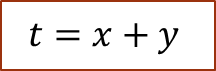 t = x + y